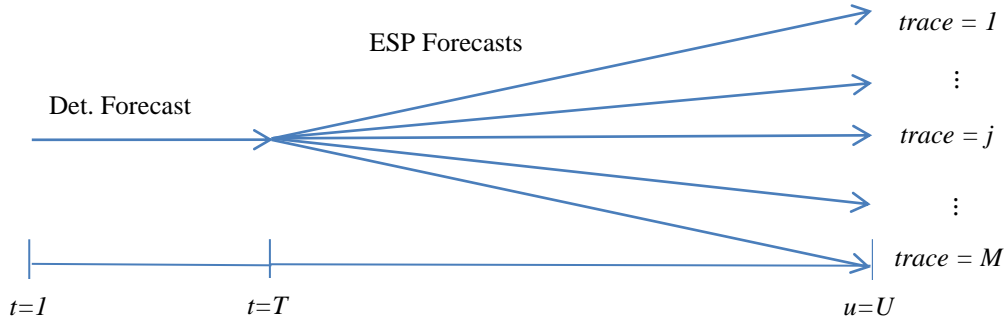 trace = 1
ESP Forecasts
⋮
Det. Forecast
trace = j
⋮
trace = M
t=1
t=T
u=U